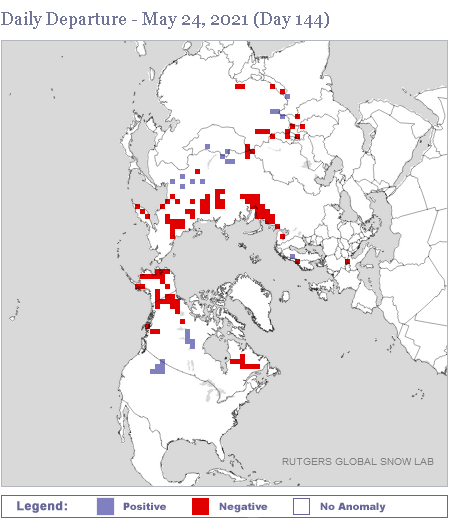 Daily Departure - May 24, 2021 (Day 144)
RUTGERS GLOBAL SNOW LAB
Legend: Positive Negative No Anomaly